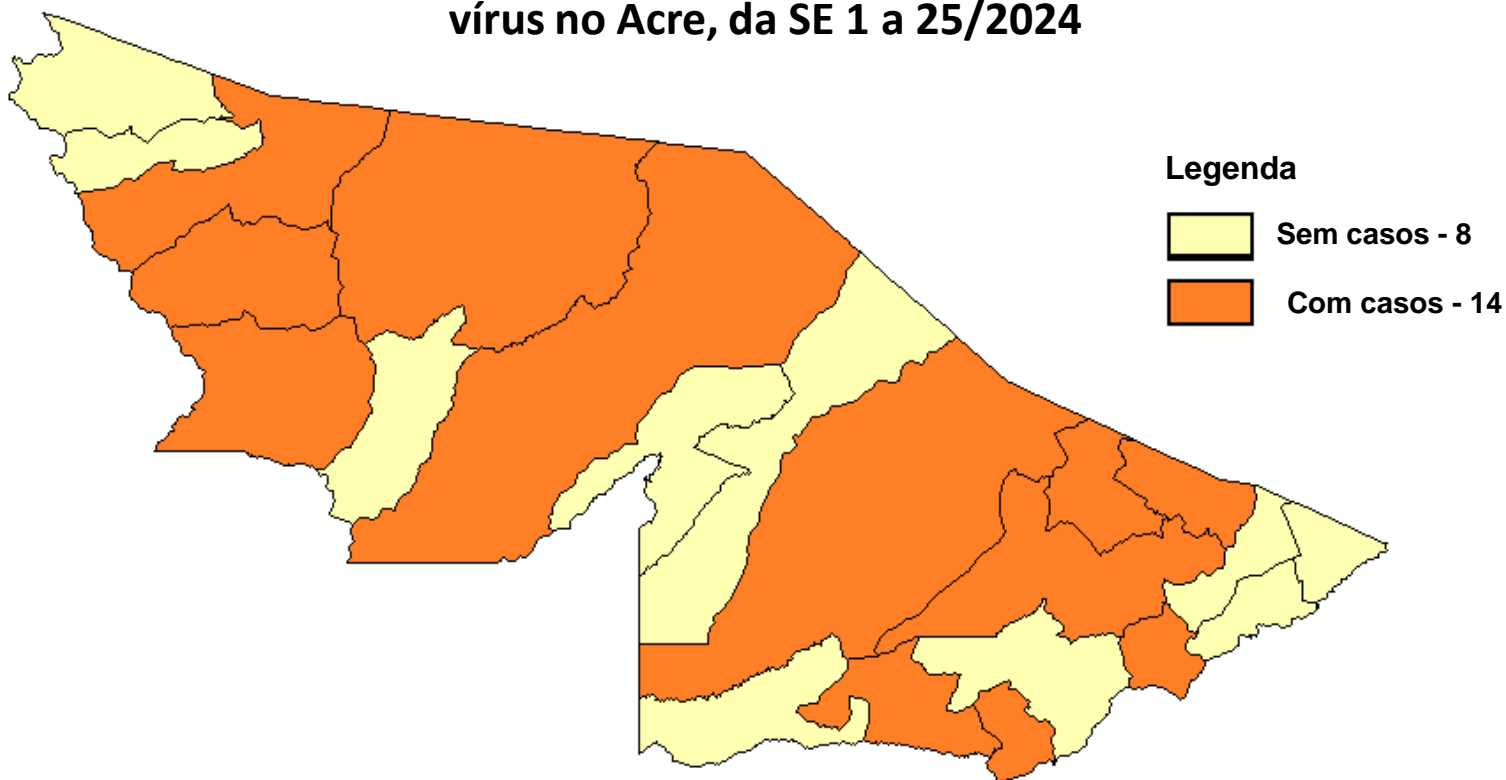 vírus no Acre, da SE 1 a 25/2024
Legenda
Sem casos - 8
Com casos - 14